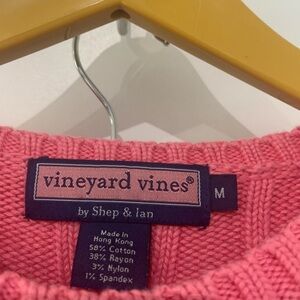 vineyard vines®
M
by Shep & Ian
Made in
Hong Kong
58% Cotton
38% Rayon
3% Nylon
1% Spandex